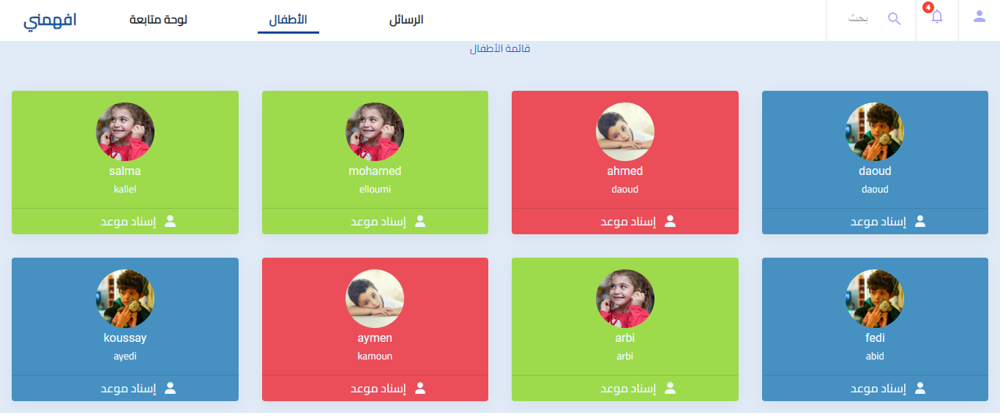 افهمني
لوحة متابعة
الأطفال
الرسائل
بحث
4
قائمة الأطفال
salma
kallel
إسناد موعد
mohamed
elloumi
إسناد موعد
ahmed
daoud
إسناد موعد
daoud
daoud
إسناد موعد
koussay
ayedi
إسناد موعد
aymen
kamoun
إسناد موعد
arbi
arbi
إسناد موعد
fedi
abid
إسناد موعد